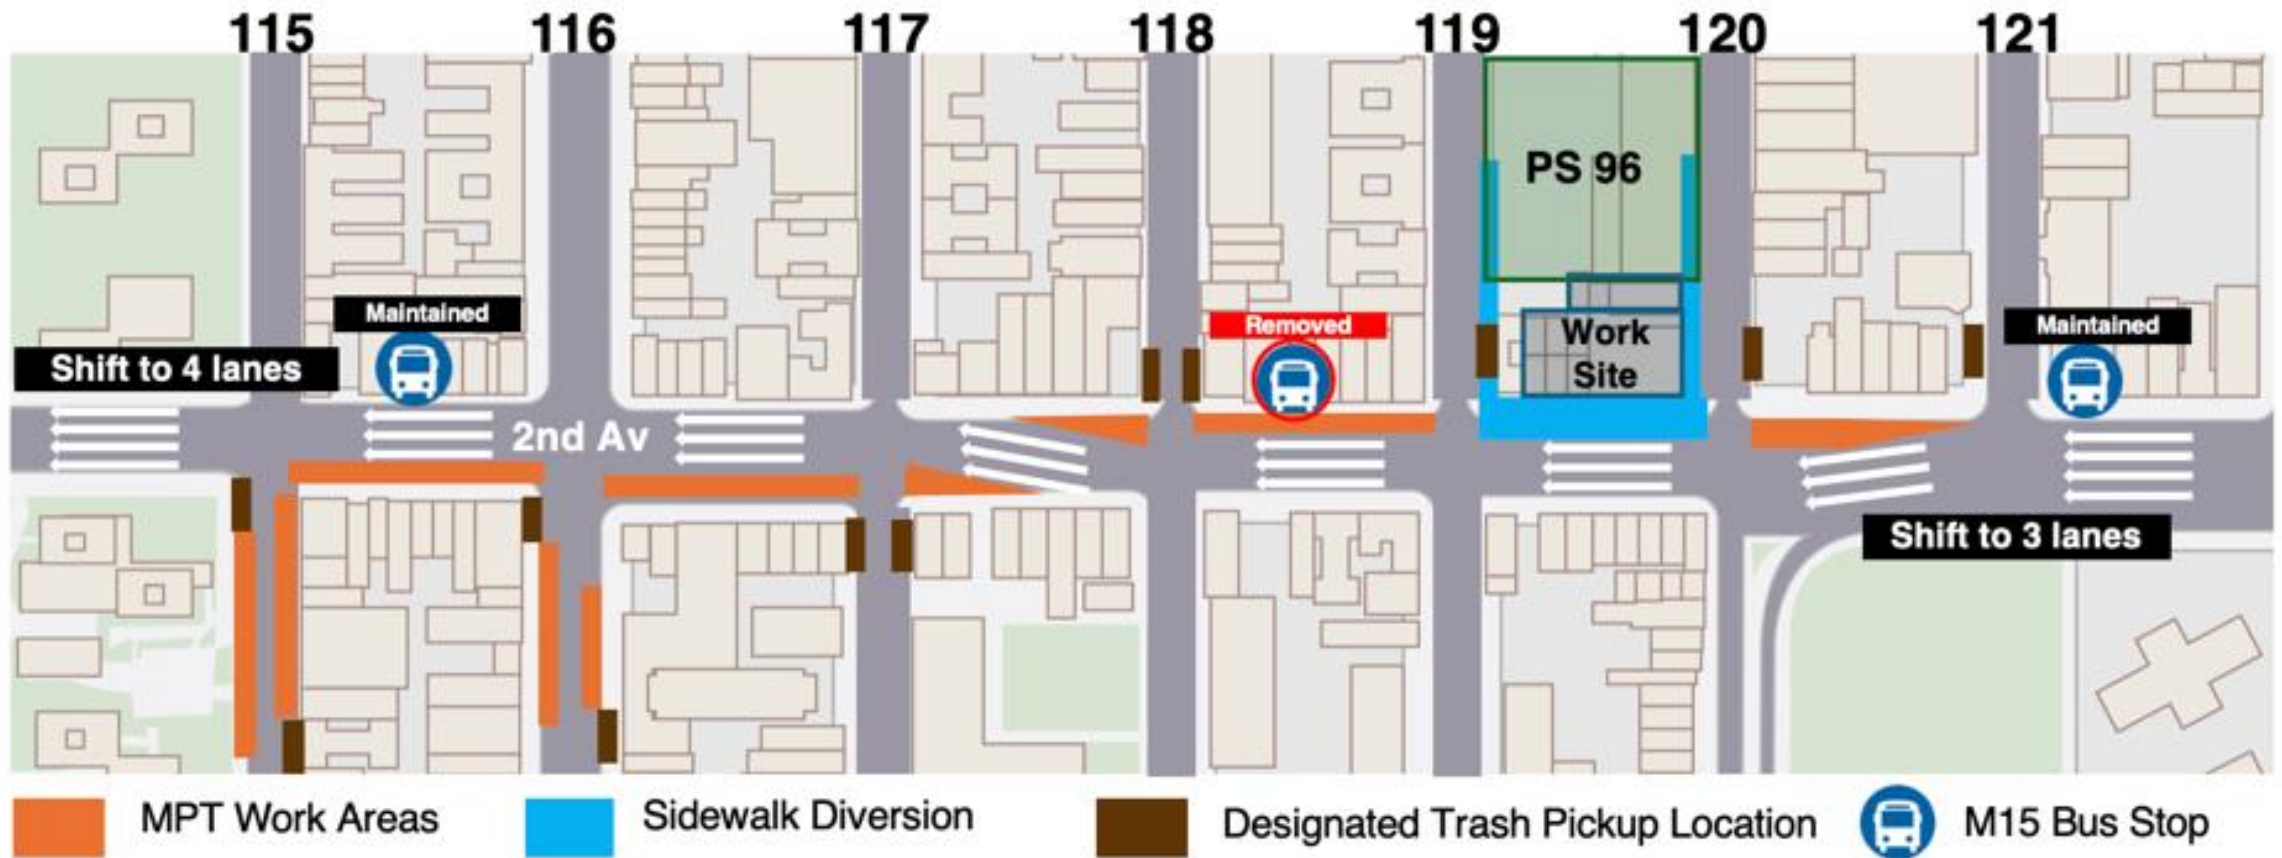 115 116 117 118 119 120 121
PS 96
Maintained
Removed
Maintained
Work
Site
Shift to 4 lanes
2nd Av
Shift to 3 lanes
MPT Work Areas
Sidewalk Diversion
Designated Trash Pickup Location
M15 Bus Stop